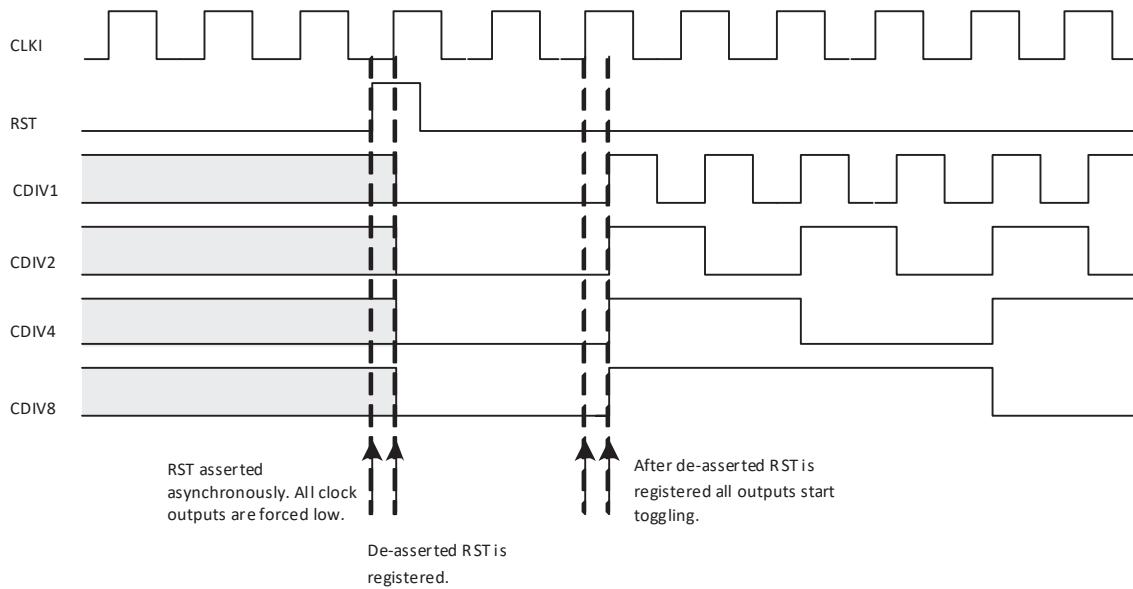 CLKI
RST
CDIV1
CDIV2
CDIV4
CDIV8
RST asserted
asynchronously. All clock
outputs are forced low.
De-asserted RST is
registered.
After de-asserted RST is
registered all outputs start
toggling.